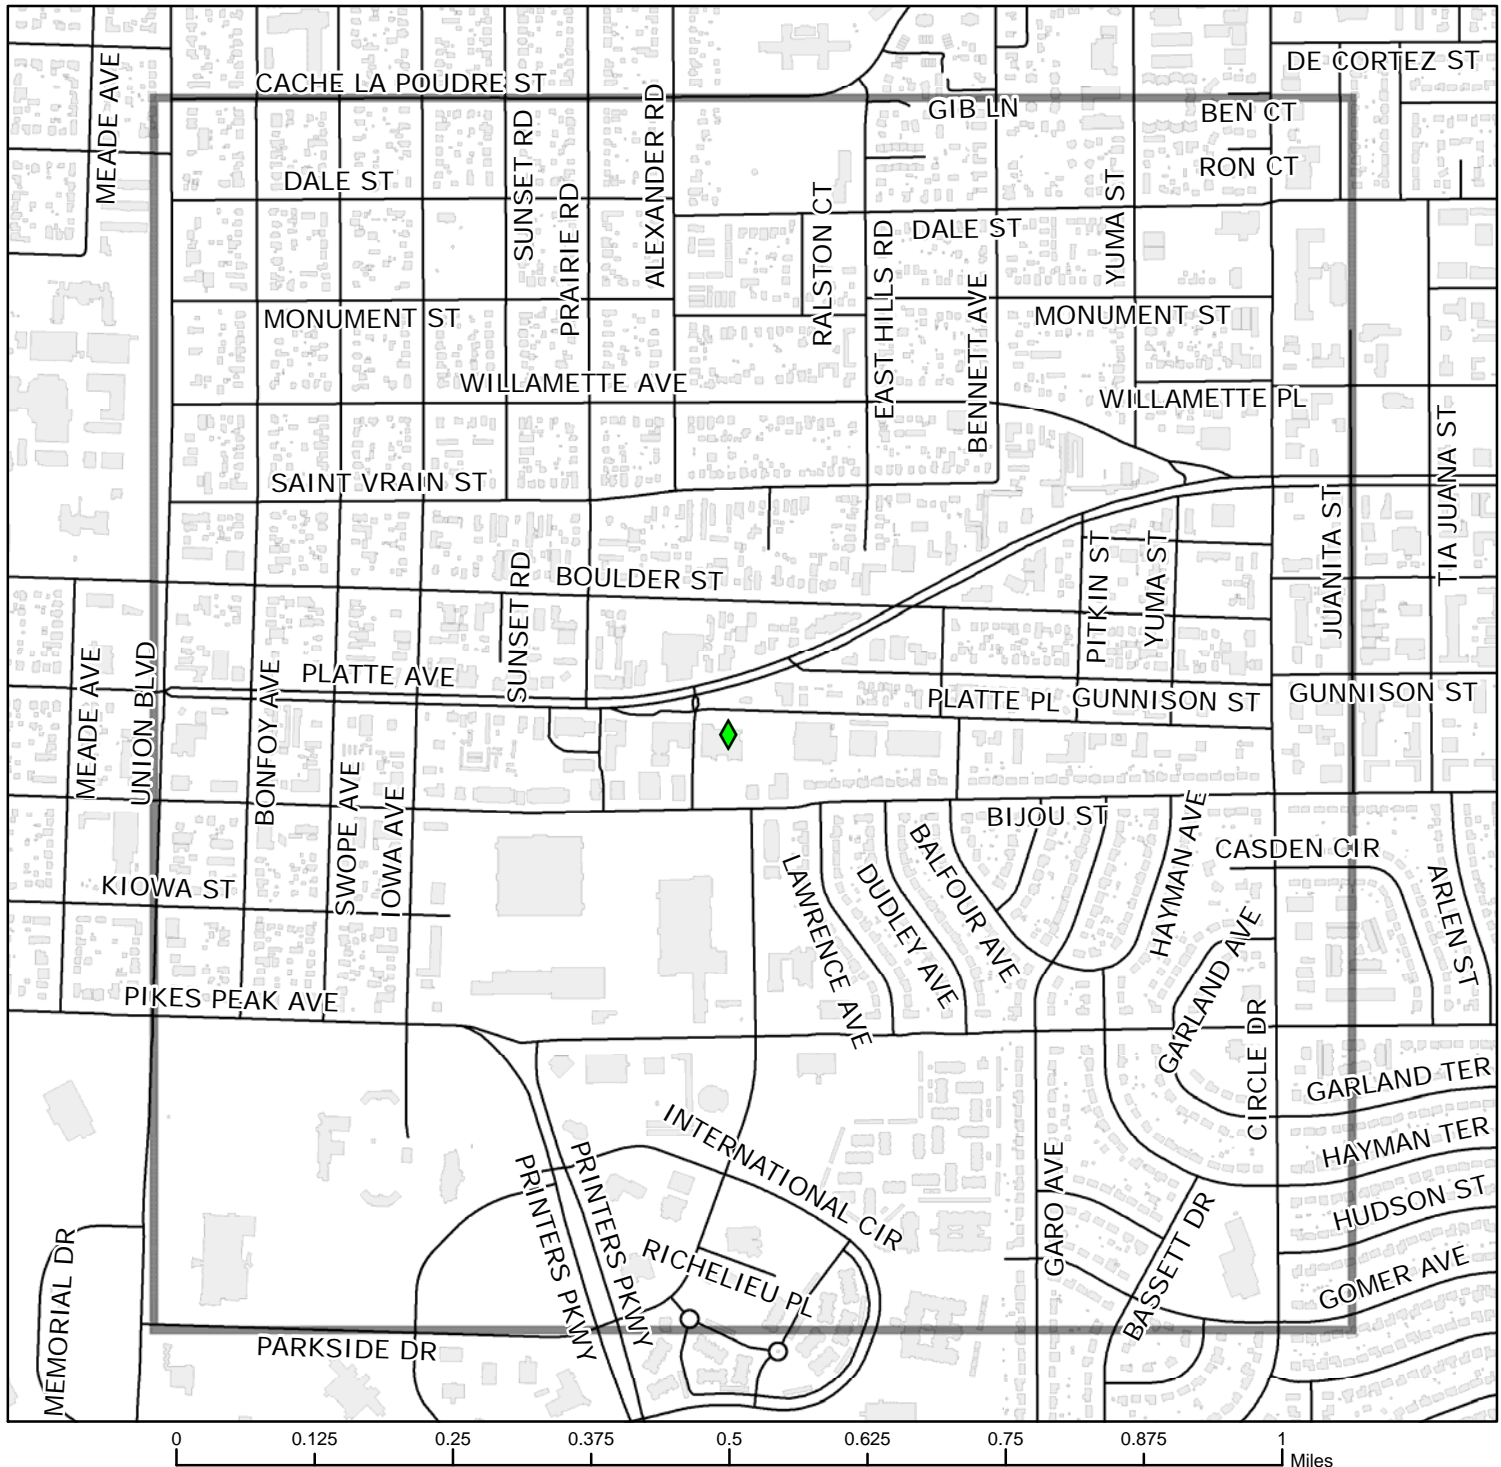 DE CORTEZ ST
MEADE AVE
CACHE LA POUDRE ST
GIB LN
BEN CT
SUNSET RD
ALEXANDER RD
RON CT
DALE ST
PRAIRIE RD
RALSTON CT
YUMA ST
DALE ST
EAST HILLS RD
BENNETT AVE
MONUMENT ST
MONUMENT ST
WILLAMETTE AVE
WILLAMETTE PL
SAINT VRAIN ST
TIA JUANA ST
JUANITA ST
BOULDER ST
SUNSET RD
PITKIN ST
YUMA ST
MEADE AVE
UNION BLVD
BONFOY AVE
PLATTE AVE
PLATTE PL
GUNNISON ST
GUNNISON ST
SWOPE AVE
IOWA AVE
BIJOU ST
HAYMAN AVE
CASDEN CIR
KIOWA ST
LAWRENCE AVE
DUDLEY AVE
BALFOUR AVE
ARLEN ST
GARLAND AVE
PIKES PEAK AVE
CIRCLE DR
GARLAND TER
INTERNATIONAL CIR
HAYMAN TER
PRINTERS PKWY
PRINTERS PKWY
GARO AVE
HUDSON ST
BASSETT DR
MEMORIAL DR
RICHELIEU PL
GOMER AVE
PARKSIDE DR
0 0.125 0.25 0.375 0.5 0.625 0.75 0.875 1
Miles